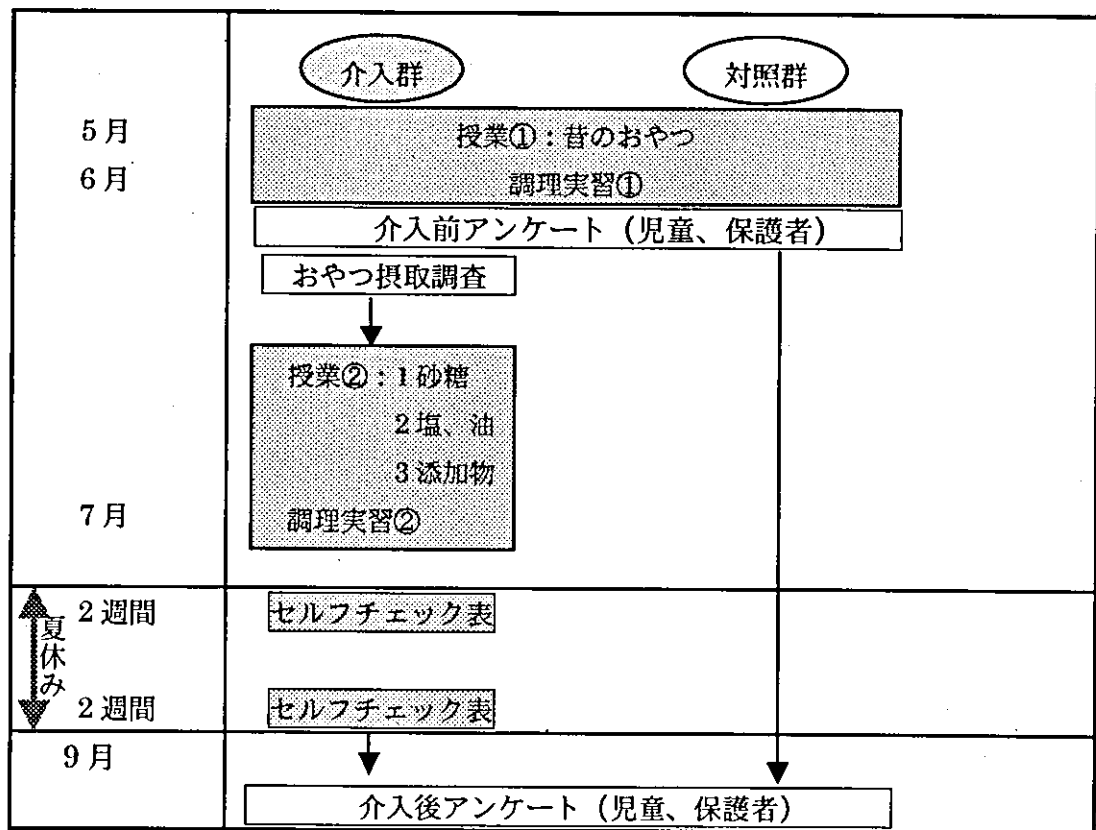 介入群 対照群
5月 授業①：昔のおやつ
6月 調理実習①
介入前アンケート（児童、保護者）
おやつ摂取調査
授業②：1砂糖
2塩、油
3添加物
7月 調理実習②
夏休み
2週間 セルフチェック表
2週間 セルフチェック表
9月
介入後アンケート（児童、保護者）